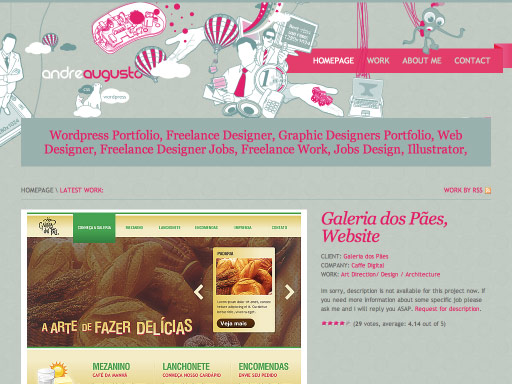 andreaugusto
HOMEPAGE WORK ABOUT ME CONTACT
css
wordpress
Wordpress Portfolio, Freelance Designer, Graphic Designers Portfolio, Web
Designer, Freelance Designer Jobs, Freelance Work, Jobs Design, Illustrator,
HOMEPAGE \ LATEST WORK:
WORK BY RSS
CONHEÇA A GALERIA MEZANINO LANCHONETE ENCOMENDAS IMPRENSA CONTATO
PADARIA
Veja mais
A ARTE DE FAZER DELÍCIAS
MEZANINO
CAFÉ DA MANHÃ
LANCHONETE
CONHEÇA NOSSO CARDÁPIO
ENCOMENDAS
ENVIE SEU PEDIDO
Galeria dos Pães,
Website
CLIENT: Galeria dos Pães
COMPANY: Caffe Digital
WORK: Art Direction/ Design / Architecture
Im sorry, description is not available for this project now. If
you need more information about some specific job please
ask me and I will reply you ASAP. Request for description.
(29 votes, average: 4.14 out of 5)